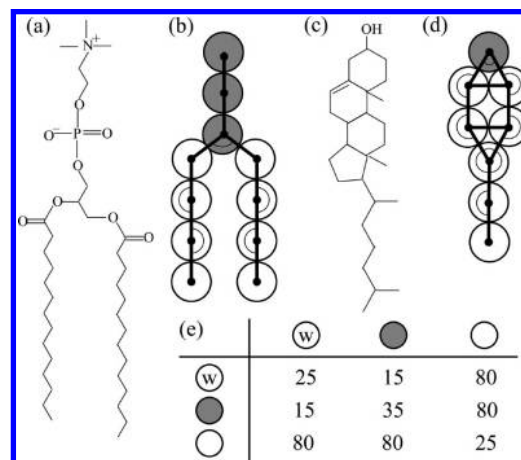 (a) (b) (c) (d)
OH
N+
O
O− P O
O
O O
O O
(e) w
w 25 15 80
15 35 80
80 80 25